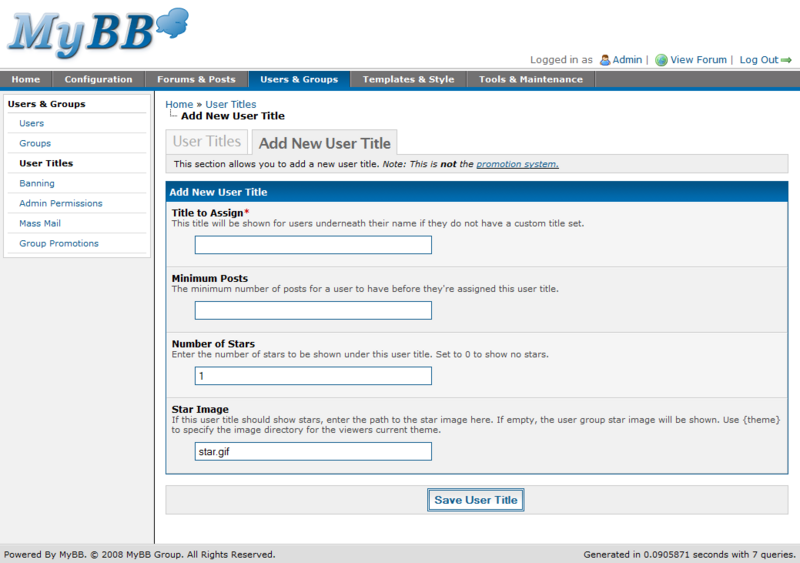 MyBB
Logged in as Admin | View Forum | Log Out
Home Configuration Forums & Posts Users & Groups Templates & Style Tools & Maintenance
Users & Groups
Users
Groups
User Titles
Banning
Admin Permissions
Mass Mail
Group Promotions
Home » User Titles
Add New User Title
User Titles Add New User Title
This section allows you to add a new user title. Note: This is not the promotion system.
Add New User Title
Title to Assign*
This title will be shown for users underneath their name if they do not have a custom title set.
Minimum Posts
The minimum number of posts for a user to have before they're assigned this user title.
Number of Stars
Enter the number of stars to be shown under this user title. Set to 0 to show no stars.
1
Star Image
If this user title should show stars, enter the path to the star image here. If empty, the user group star image will be shown. Use {theme}
to specify the image directory for the viewers current theme.
star.gif
Save User Title
Powered By MyBB. © 2008 MyBB Group. All Rights Reserved.
Generated in 0.0905871 seconds with 7 queries.